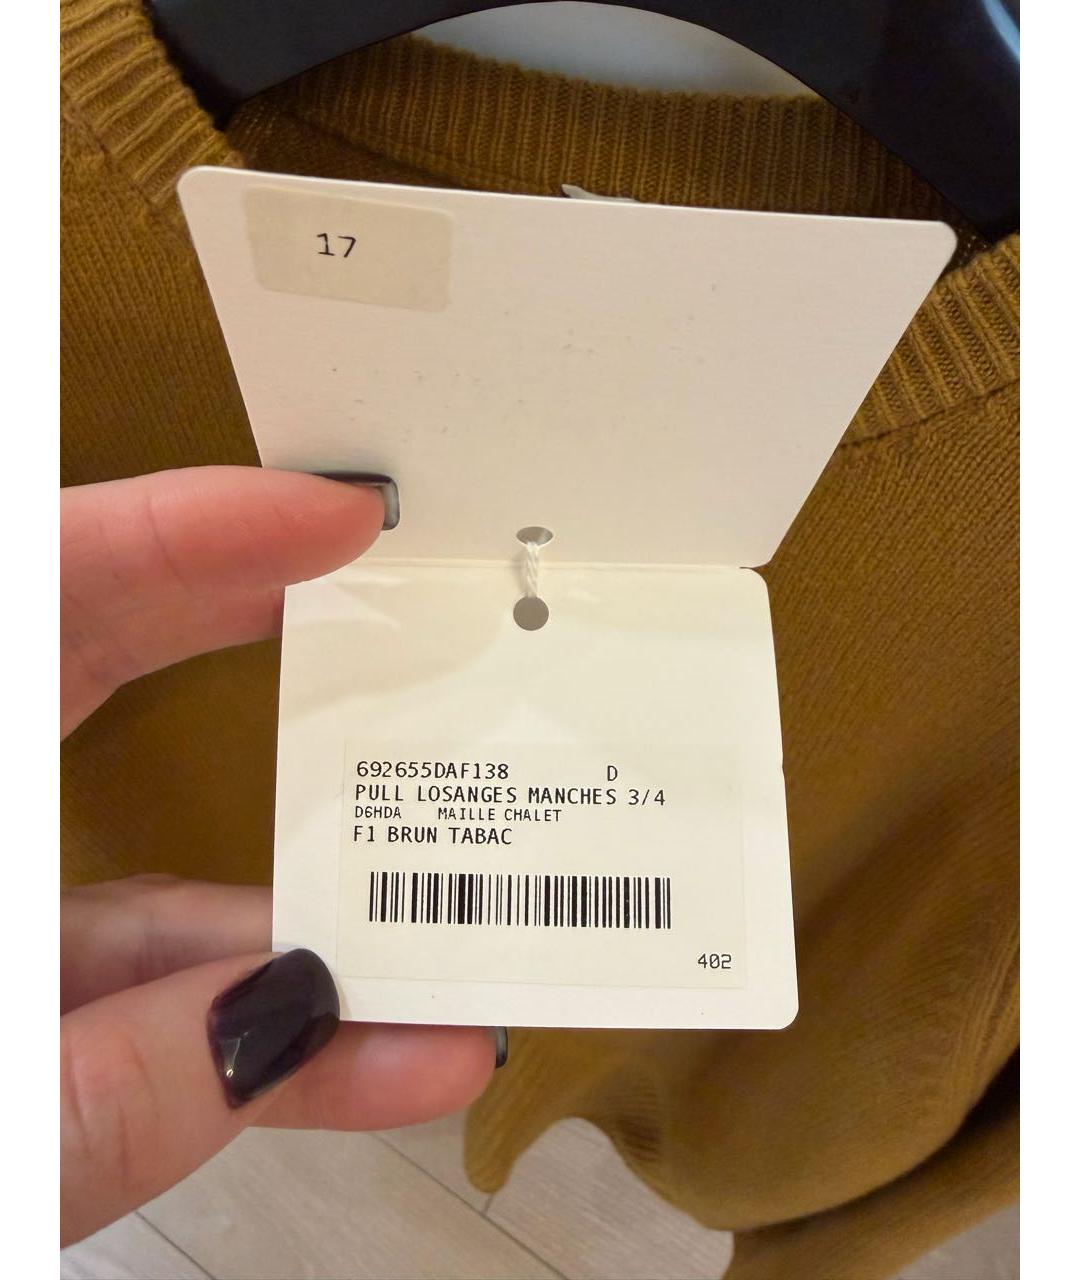 17
692655DAF138 D
PULL LOSANGES MANCHES 3/4
D6HDA MAILLE CHALET
F1 BRUN TABAC
402